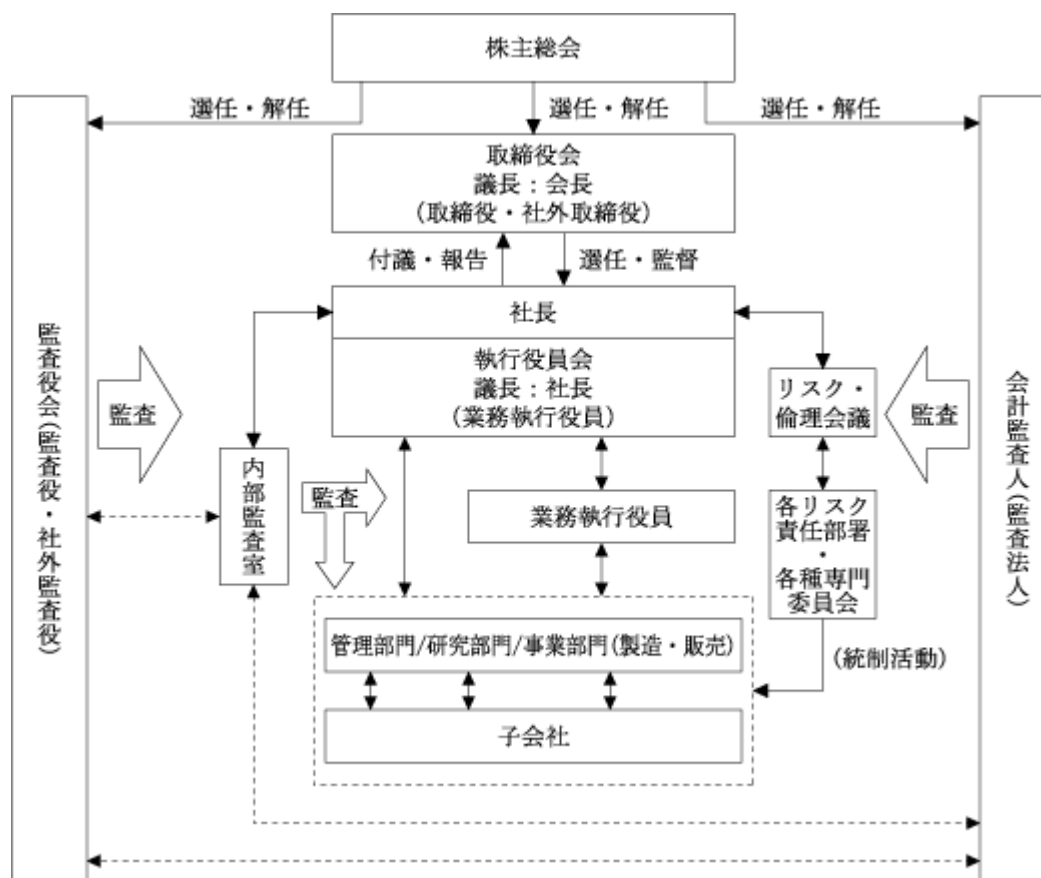 株主総会
選任・解任
選任・解任
選任・解任
取締役会
議長：会長
(取締役・社外取締役)
付議・報告
選任・監督
社長
執行役員会
議長：社長
(業務執行役員)
監査役会(監査役・社外監査役)
監査
リスク・
倫理会議
監査
会計監査人(監査法人)
内部監査室
監査
業務執行役員
各リスク
責任部署
・
各種専門
委員会
管理部門/研究部門/事業部門(製造・販売)
(統制活動)
子会社